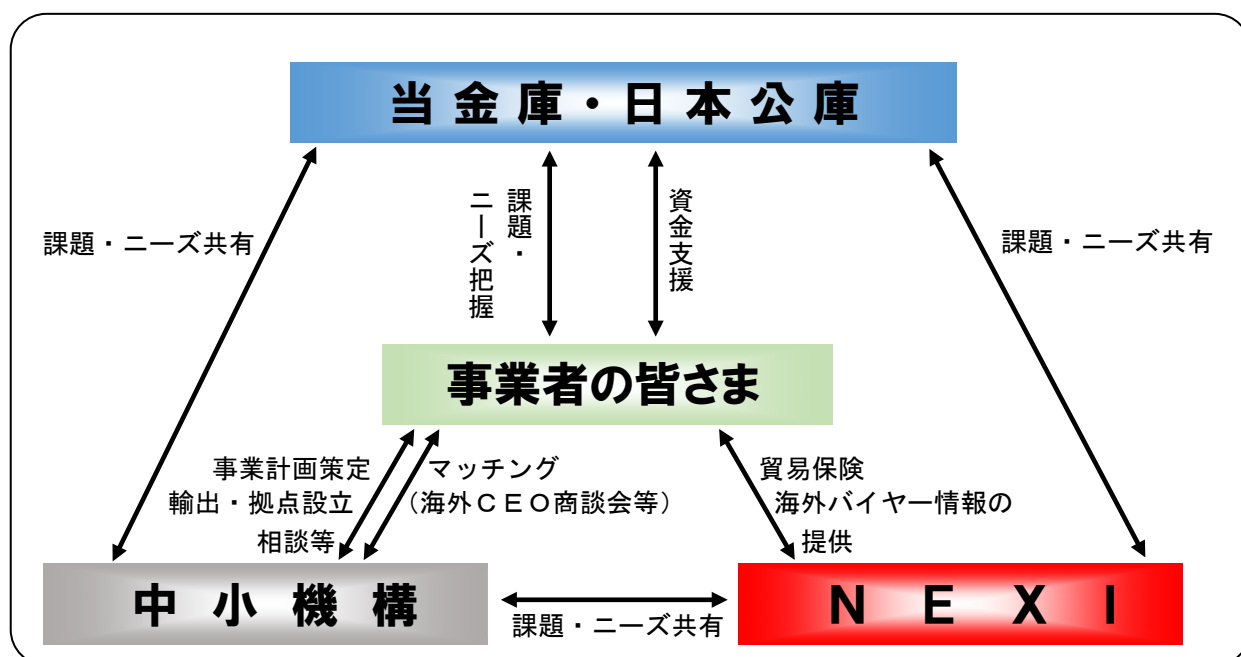 当金庫・日本公庫
課題・ニーズ共有
課題・
ニーズ把握
資金支援
課題・ニーズ共有
事業者の皆さま
事業計画策定
輸出・拠点設立
相談等
マッチング
（海外ＣＥＯ商談会等）
貿易保険
海外バイヤー情報の
提供
中小機構
課題・ニーズ共有
ＮＥＸＩ